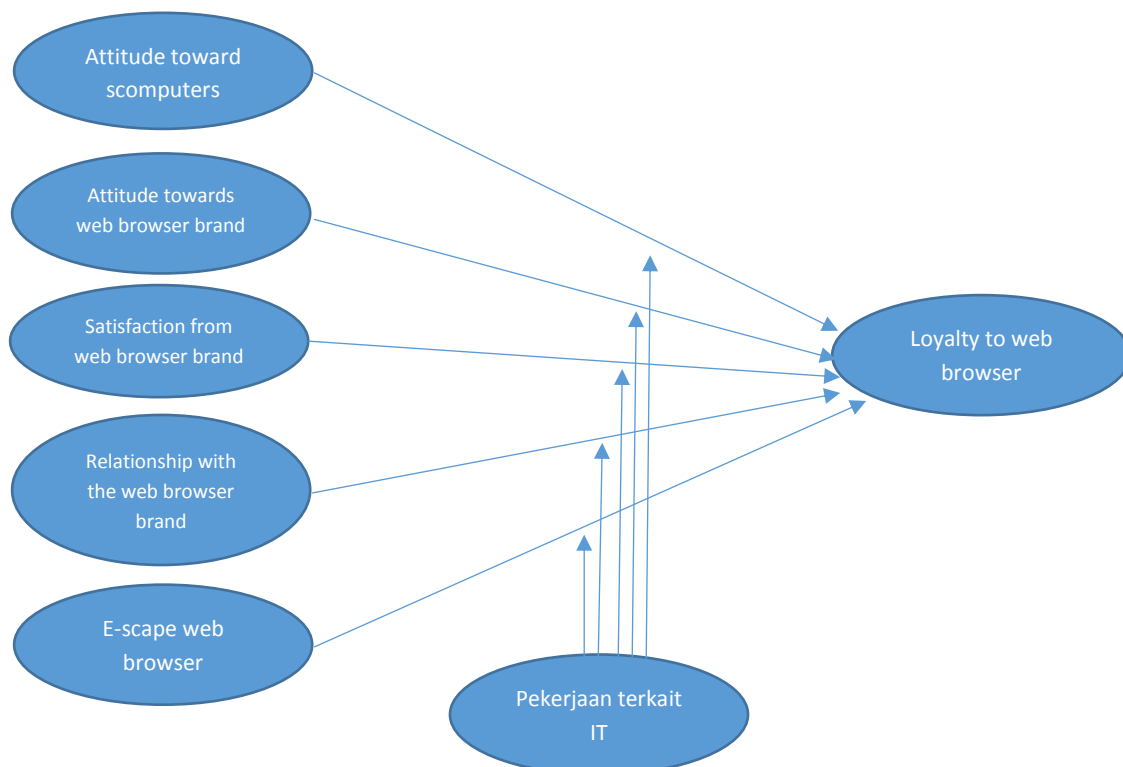 Attitude toward
scomputers
Attitude towards
web browser brand
Satisfaction from
web browser brand
Loyalty to web
browser
Relationship with
the web browser
brand
E-scape web
browser
Pekerjaan terkait
IT